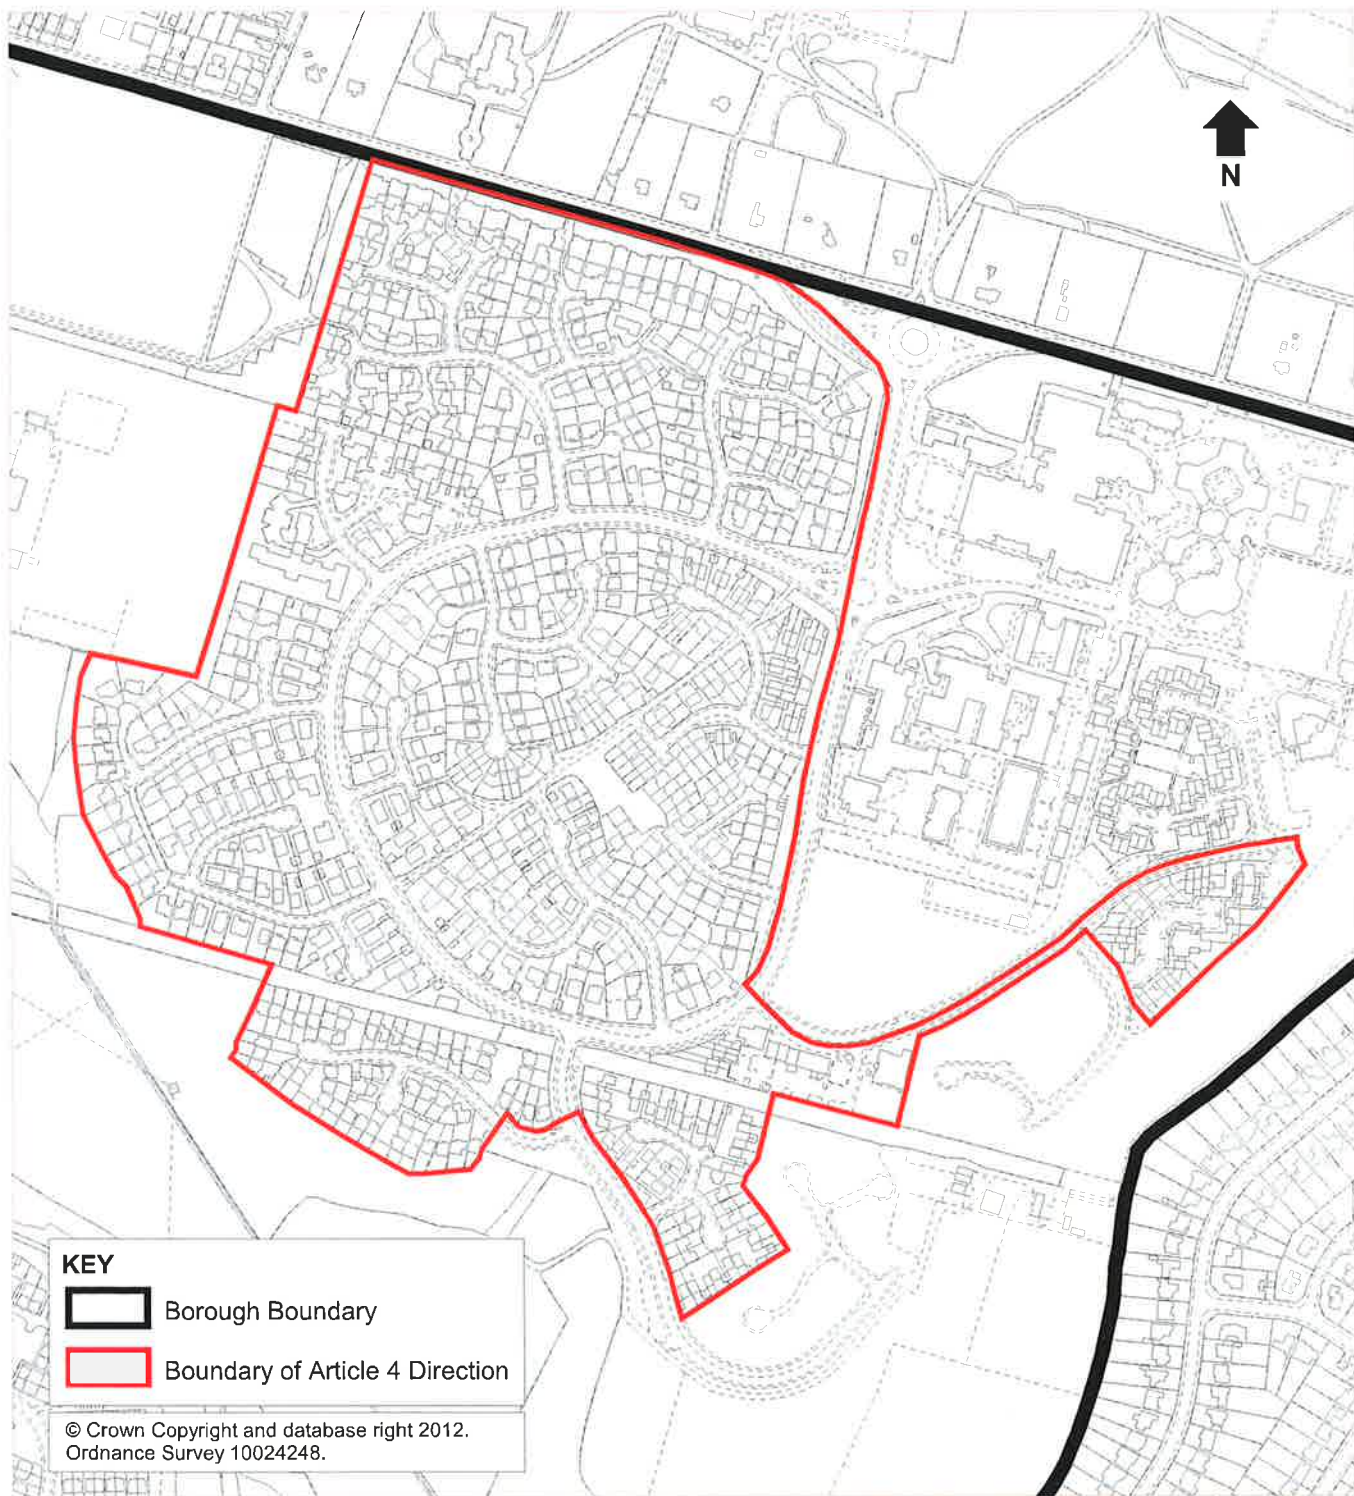 N
KEY
Borough Boundary
Boundary of Article 4 Direction
© Crown Copyright and database right 2012.
Ordnance Survey 10024248.